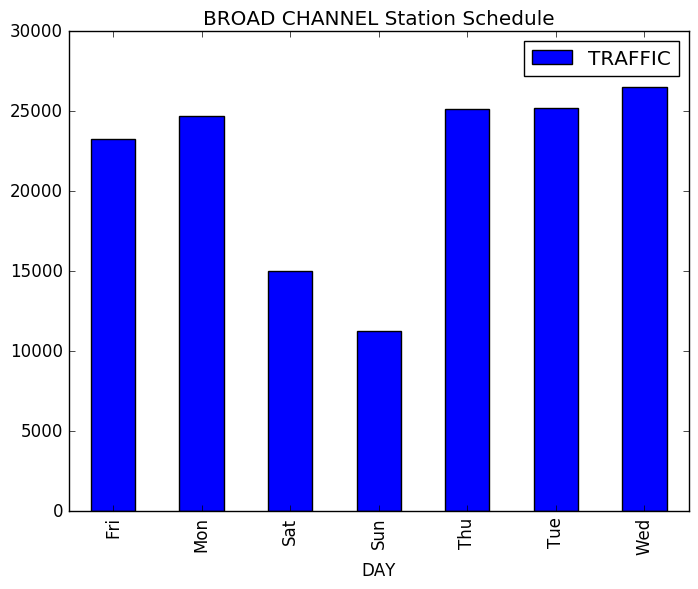 BROAD CHANNEL Station Schedule
TRAFFIC
30000
25000
20000
15000
10000
5000
0
Fri
Mon
Sat
Sun
Thu
Tue
Wed
DAY